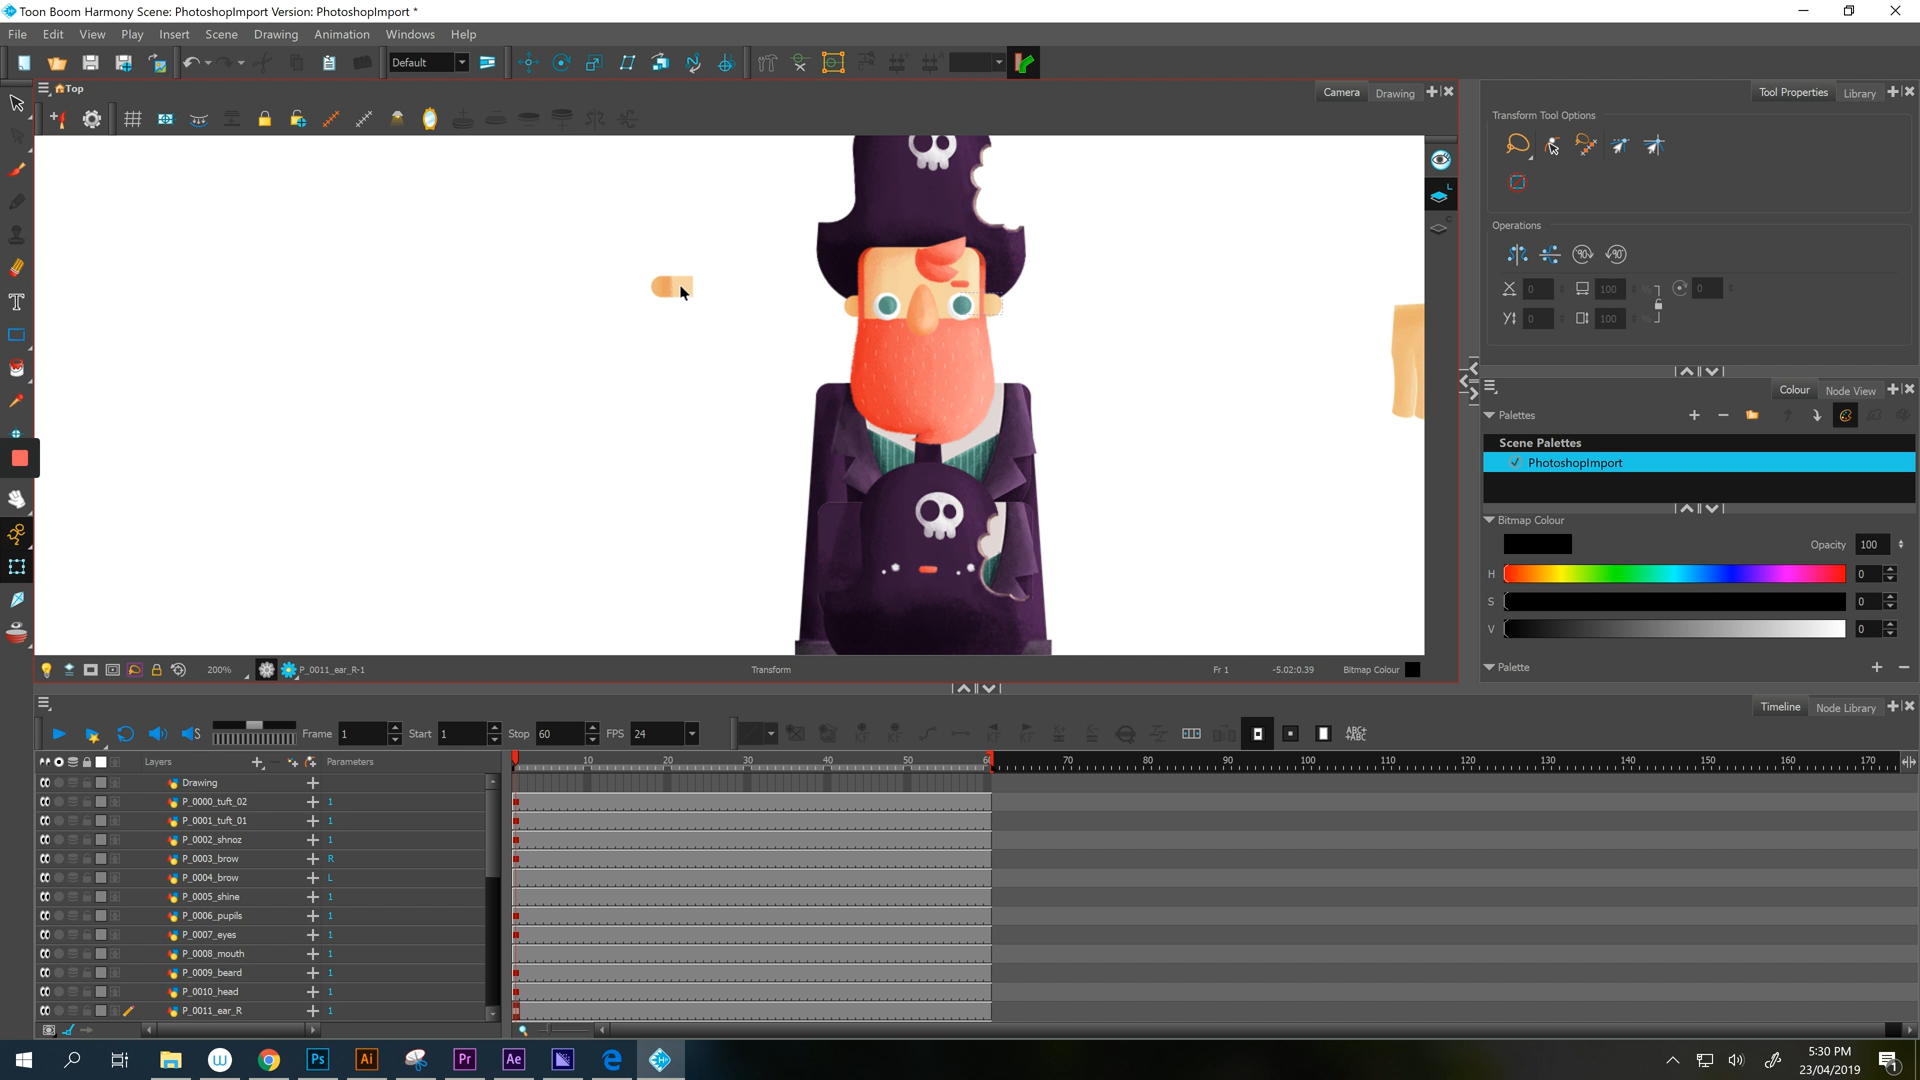 Toon Boom Harmony Scene: PhotoshopImport Version: PhotoshopImport *
File Edit View Play Insert Scene Drawing Animation Windows Help
Default
Top
Camera Drawing
Tool Properties Library
Transform Tool Options
Operations
X 0 100 % 0
Y 0 100 %
Colour Node View
Palettes
Scene Palettes
PhotoshopImport
Bitmap Colour
Opacity 100
H 0
S 0
V 0
Palette
200% P_0011_ear_R-1 Transform Fr 1 -5.02:0.39 Bitmap Colour
Timeline Node Library
Frame 1 Start 1 Stop 60 FPS 24
Layers Parameters
10 20 30 40 50 60 70 80 90 100 110 120 130 140 150 160 170
Drawing
P_0000_tuft_02 1
P_0001_tuft_01 1
P_0002_shnoz 1
P_0003_brow R
P_0004_brow L
P_0005_shine 1
P_0006_pupils 1
P_0007_eyes 1
P_0008_mouth 1
P_0009_beard 1
P_0010_head 1
P_0011_ear_R 1
Ps Ai Pr Ae
5:30 PM
23/04/2019
1